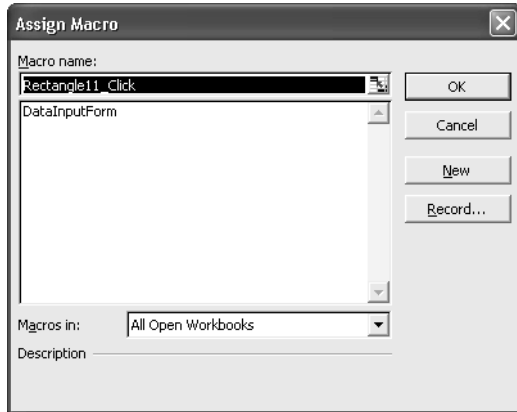 Assign Macro
Macro name:
Rectangle11_Click
DataInputForm
OK
Cancel
New
Record...
Macros in:
All Open Workbooks
Description